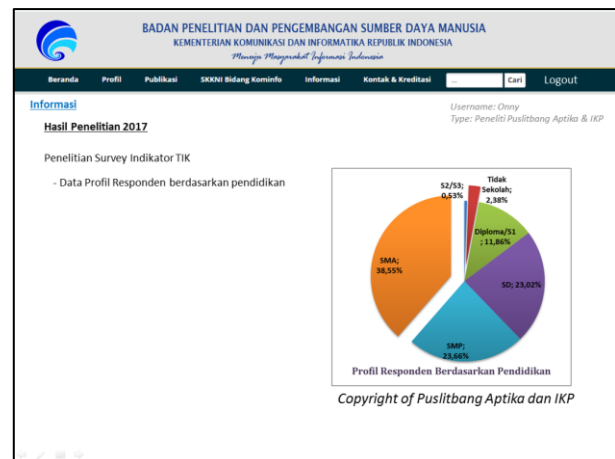 BADAN PENELITIAN DAN PENGEMBANGAN SUMBER DAYA MANUSIA
KEMENTERIAN KOMUNIKASI DAN INFORMATIKA REPUBLIK INDONESIA
Menuju Masyarakat Informasi Indonesia
Beranda Profil Publikasi SKKNI Bidang Kominfo Informasi Kontak & Kreditasi ... Cari Logout
Informasi
Username: Onny
Type: Peneliti Puslitbang Aptika & IKP
Hasil Penelitian 2017
Penelitian Survey Indikator TIK
- Data Profil Responden berdasarkan pendidikan
S2/S3;
0,53%
Tidak
Sekolah;
2,38%
Diploma/S1
; 11,86%
SMA;
38,55%
SD; 23,02%
SMP;
23,66%
Profil Responden Berdasarkan Pendidikan
Copyright of Puslitbang Aptika dan IKP